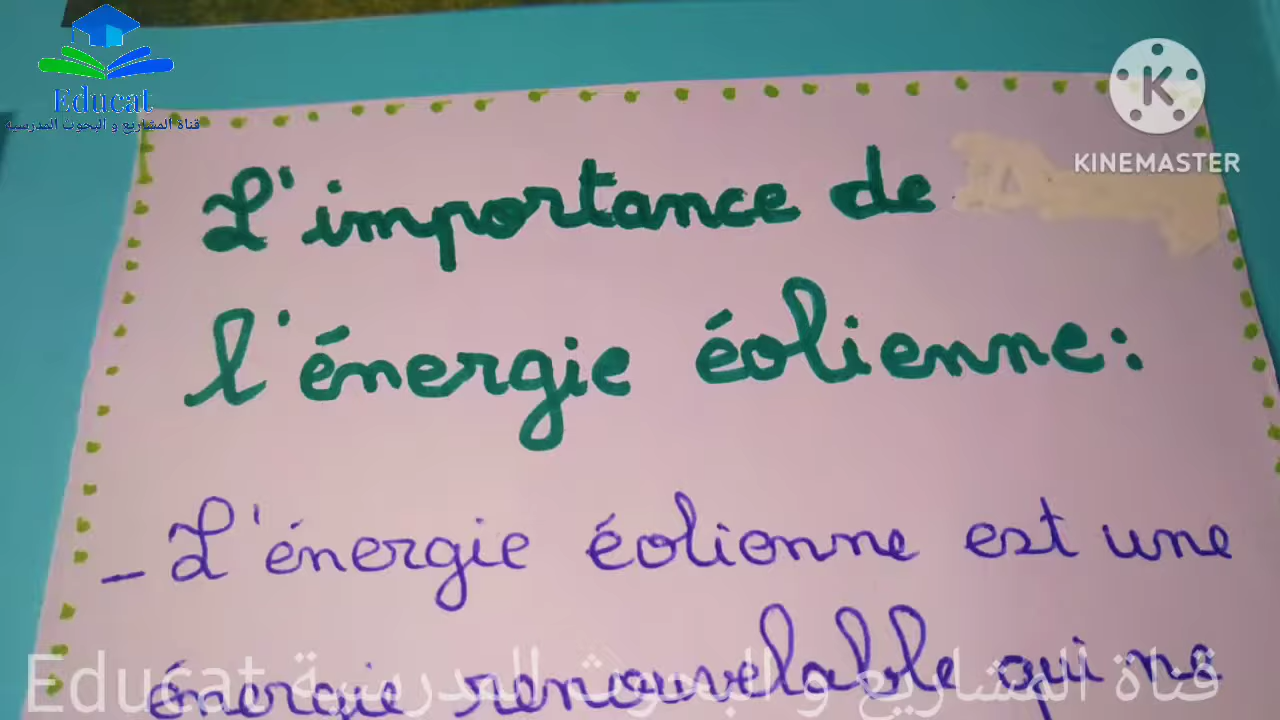 Educat
قناة المشاريع و البحوث المدرسية
KINEMASTER
L'importance de
l'énergie éolienne:
- L'énergie éolienne est une
énergie renouvelable qui ne
Educat قناة المشاريع و البحوث المدرسية